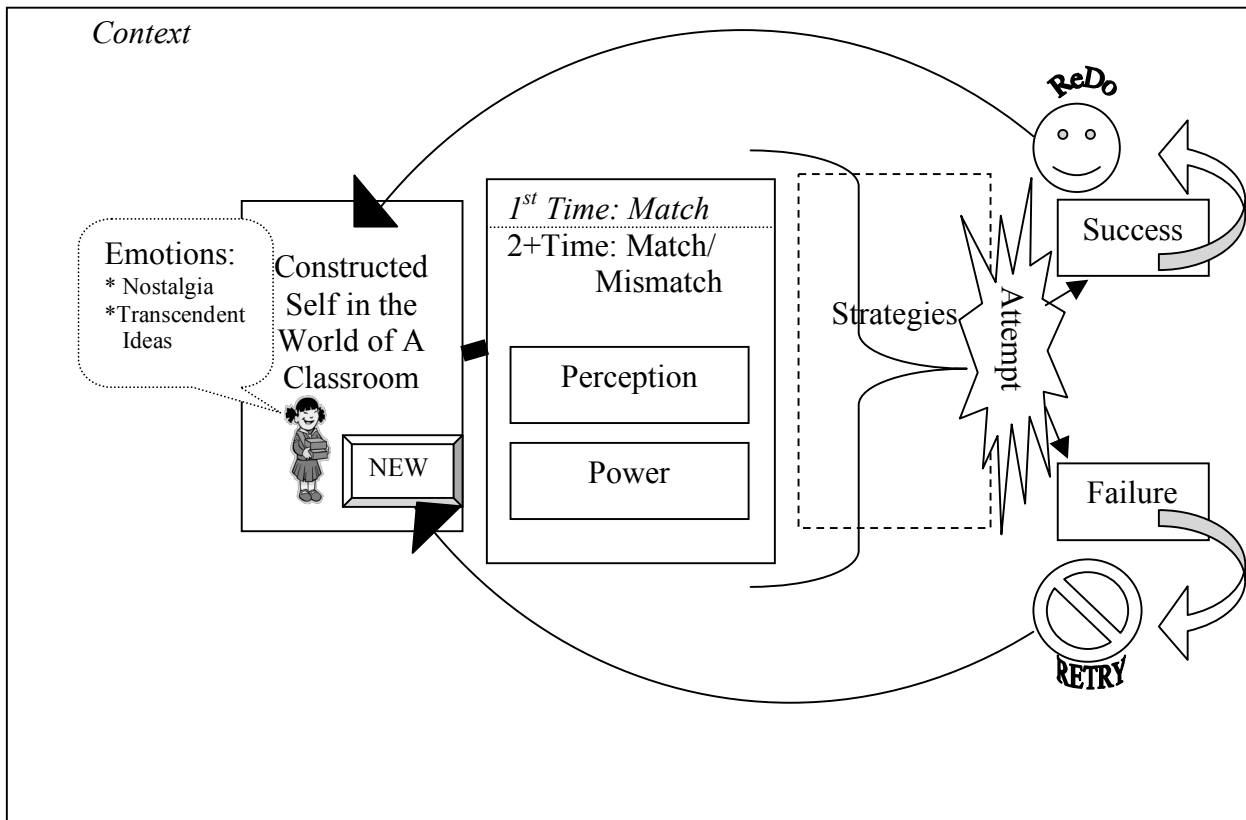 Context
ReDo
Emotions:
* Nostalgia
*Transcendent
Ideas
Constructed
Self in the
World of A
Classroom
NEW
1st Time: Match
2+Time: Match/
Mismatch
Perception
Power
Strategies
Attempt
Success
Failure
RETRY